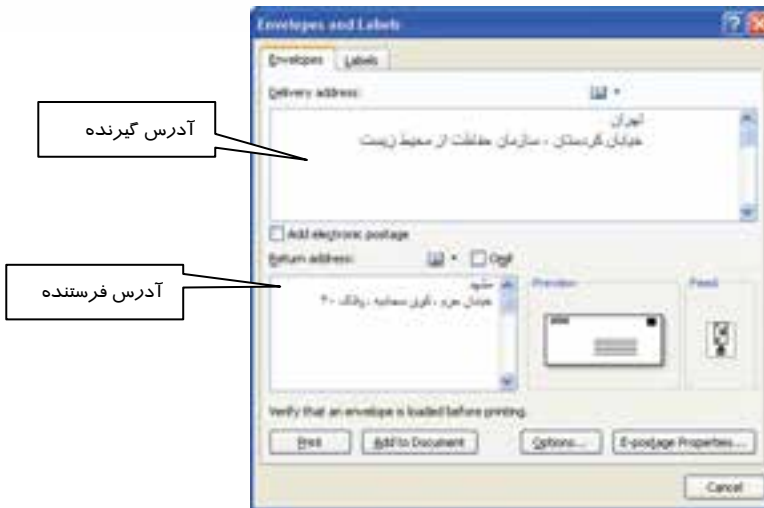 Envelopes and Labels
Envelopes
Labels
Delivery address:
آدرس گیرنده
تهران
خیابان کردستان ، سازمان حفاظت از محیط زیست
Add electronic postage
Return address:
Omit
آدرس فرستنده
مشهد
۳۰
Preview
Feed
Verify that an envelope is loaded before printing.
Print
Add to Document
Options...
E-postage Properties...
Cancel